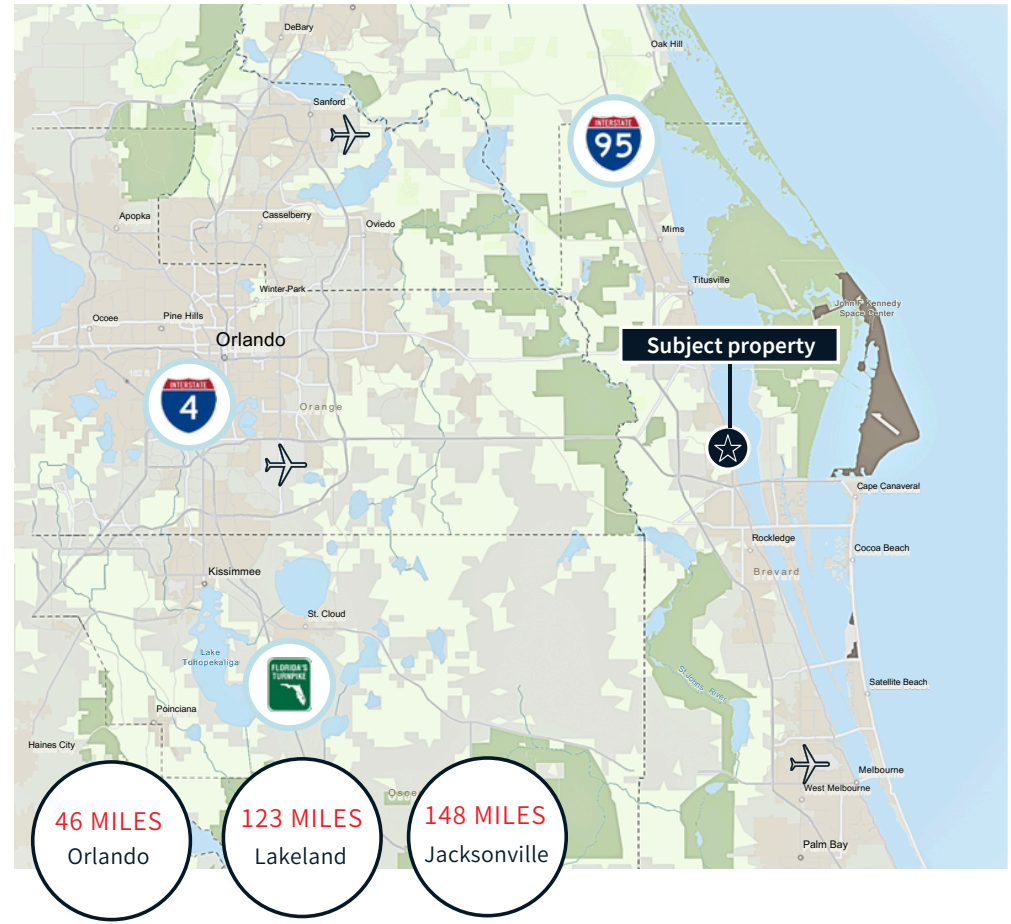 DeBary
Oak Hill
Sanford
INTERSTATE
95
Apopka
Casselberry
Oviedo
Mims
Titusville
Winter Park
John F Kennedy
Space Center
Ocoee
Pine Hills
Orlando
Subject property
INTERSTATE
4
Orange
Cape Canaveral
Rockledge
Cocoa Beach
Brevard
Kissimmee
St. Cloud
Lake
Tohopekaliga
FLORIDA'S
TURNPIKE
St Johns River
Satellite Beach
Poinciana
Haines City
Melbourne
West Melbourne
Palm Bay
46 MILES
Orlando
123 MILES
Lakeland
148 MILES
Jacksonville